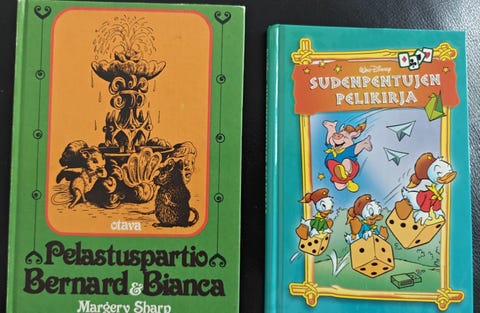 otava
Pelastuspartio
Bernard & Bianca
Margery Sharp
Walt Disney
SUDENPENTUJEN
PELIKIRJA